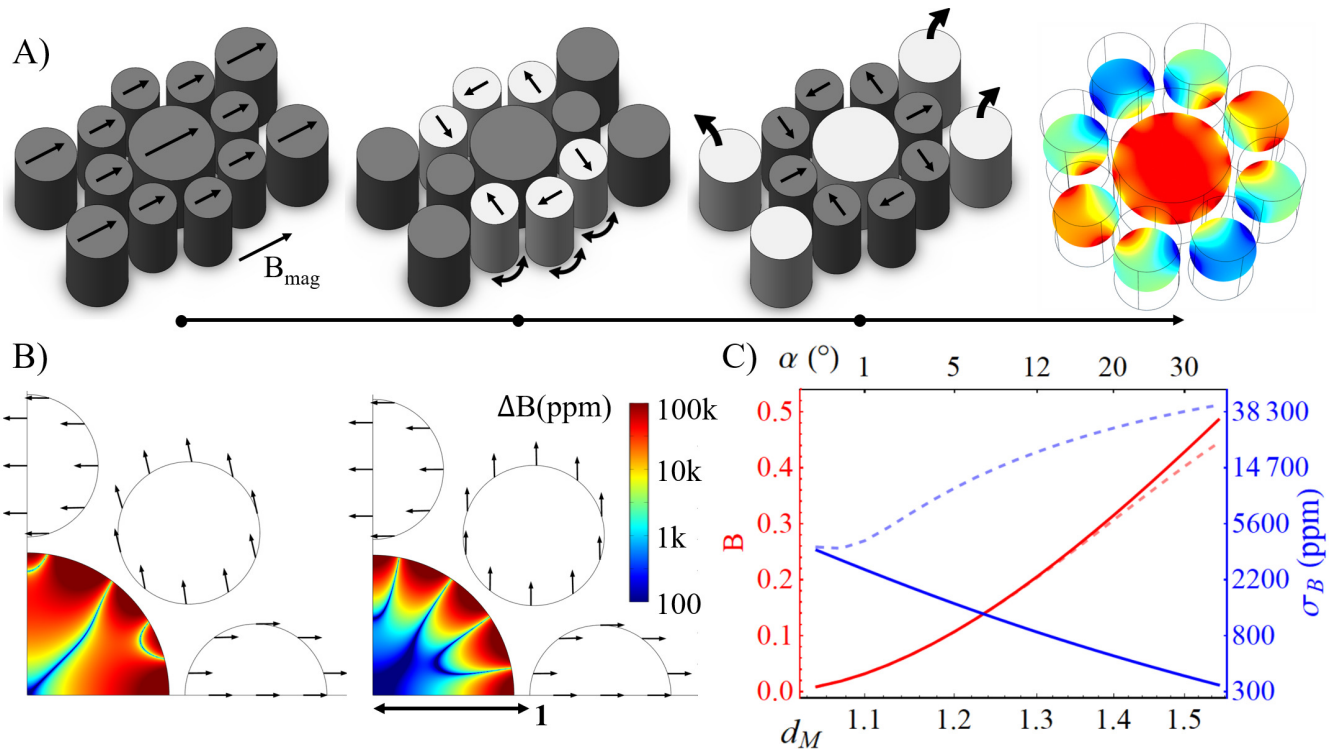 A)
B_mag
B)
ΔB(ppm)
100k
10k
1k
100
1
C)
α (°) 1 5 12 20 30
0.5
0.4
0.3
0.2
0.1
0.0
B
38 300
14 700
5600
2200
800
300
σ_B (ppm)
d_M 1.1 1.2 1.3 1.4 1.5